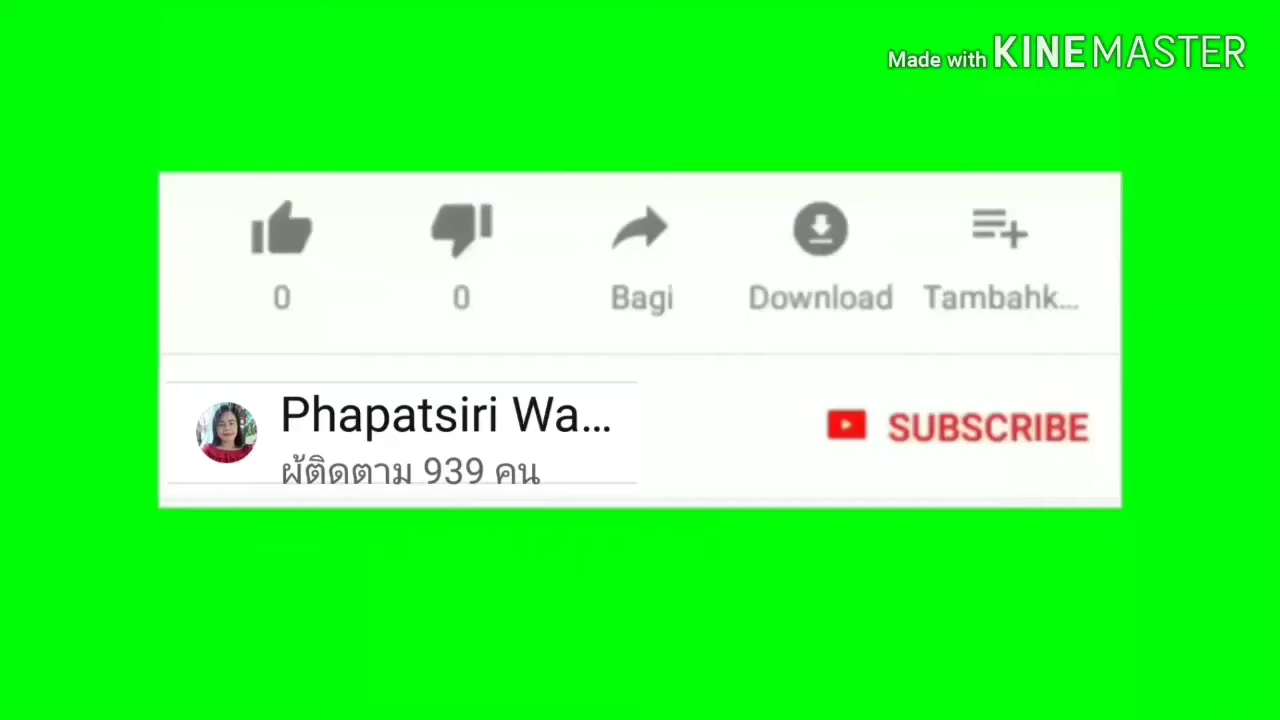 Made with KINEMASTER
0 0 Bagi Download Tambahk...
Phapatsiri Wa...
SUBSCRIBE
ผู้ติดตาม 939 คน